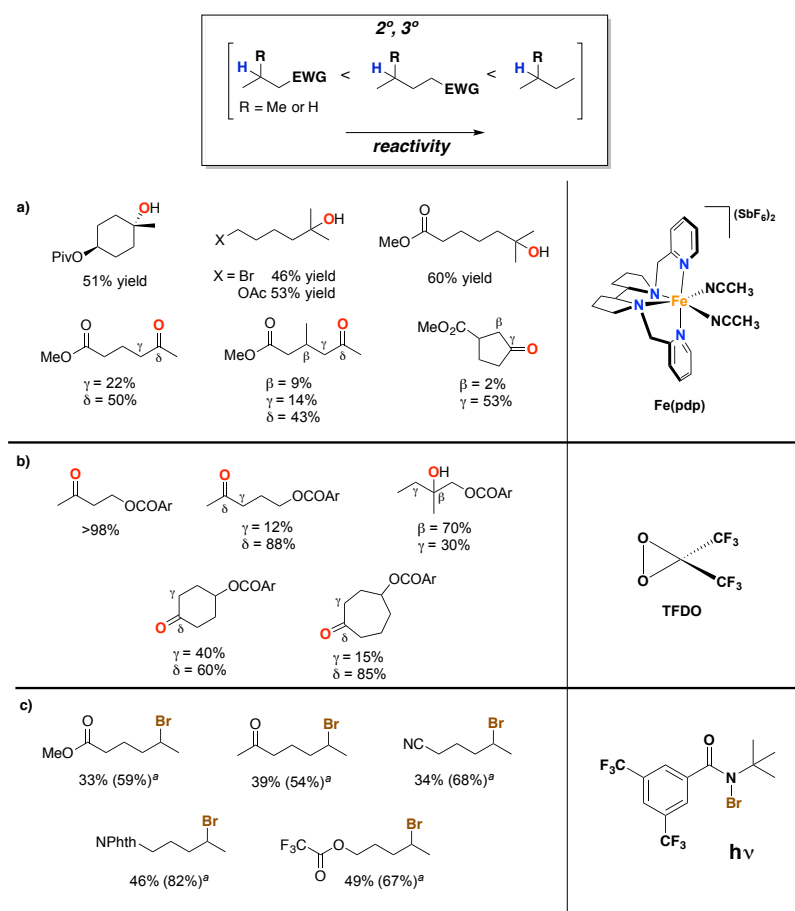 2º, 3º
R
H
EWG
<
R
H
EWG
<
R
H
R = Me or H
reactivity
a)
OH
PivO
51% yield
OH
X
X = Br 46% yield
OAc 53% yield
O
MeO
OH
60% yield
O
MeO
O
γ
δ
γ = 22%
δ = 50%
O
MeO
O
β
γ
δ
β = 9%
γ = 14%
δ = 43%
MeO2C
β
γ
O
β = 2%
γ = 53%
(SbF6)2
N
N
N
N
Fe
NCCH3
NCCH3
Fe(pdp)
b)
O
OCOAr
>98%
O
γ
δ
OCOAr
γ = 12%
δ = 88%
OH
γ
β
OCOAr
β = 70%
γ = 30%
OCOAr
γ
δ
O
γ = 40%
δ = 60%
OCOAr
γ
δ
O
γ = 15%
δ = 85%
O
O
CF3
CF3
TFDO
c)
O
MeO
Br
33% (59%)a
O
Br
39% (54%)a
NC
Br
34% (68%)a
NPhth
Br
46% (82%)a
F3C
O
O
Br
49% (67%)a
F3C
O
N
Br
CF3
hν